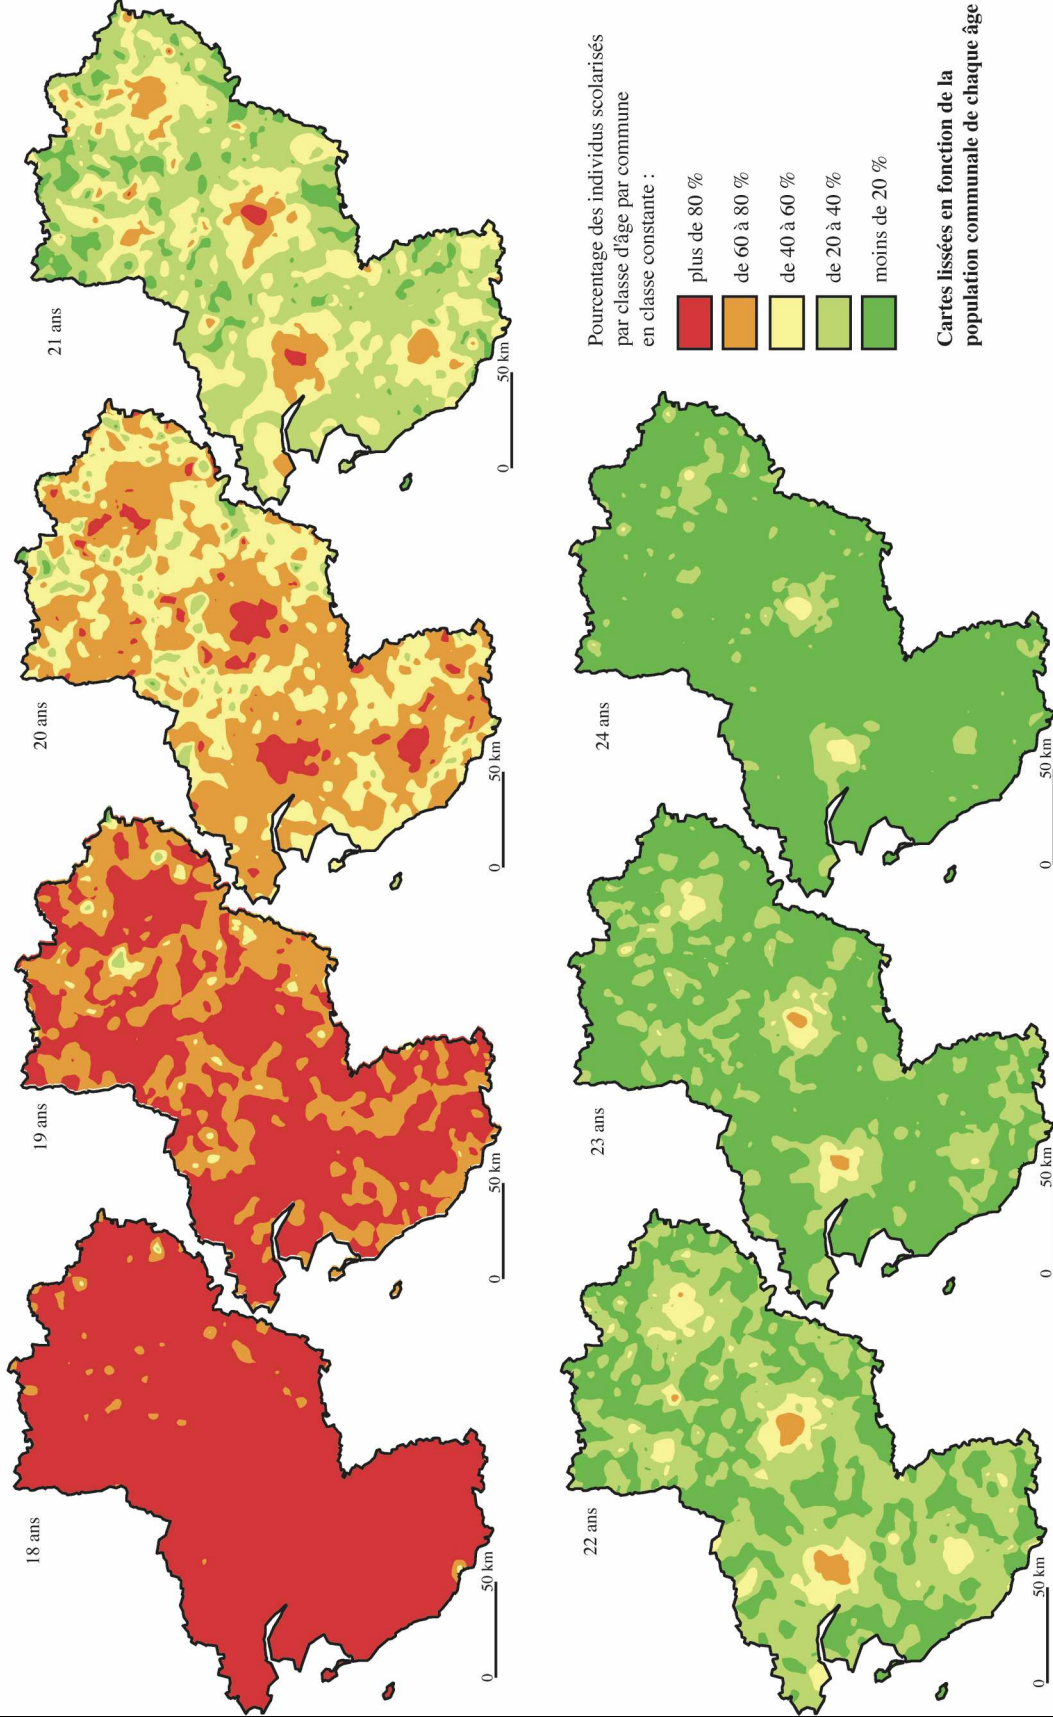 18 ans
0
50 km
19 ans
0
50 km
20 ans
0
50 km
21 ans
0
50 km
22 ans
0
50 km
23 ans
0
50 km
24 ans
0
50 km
Pourcentage des individus scolarisés
par classe d'âge par commune
en classe constante :
plus de 80 %
de 60 à 80 %
de 40 à 60 %
de 20 à 40 %
moins de 20 %
Cartes lissées en fonction de la
population communale de chaque âge